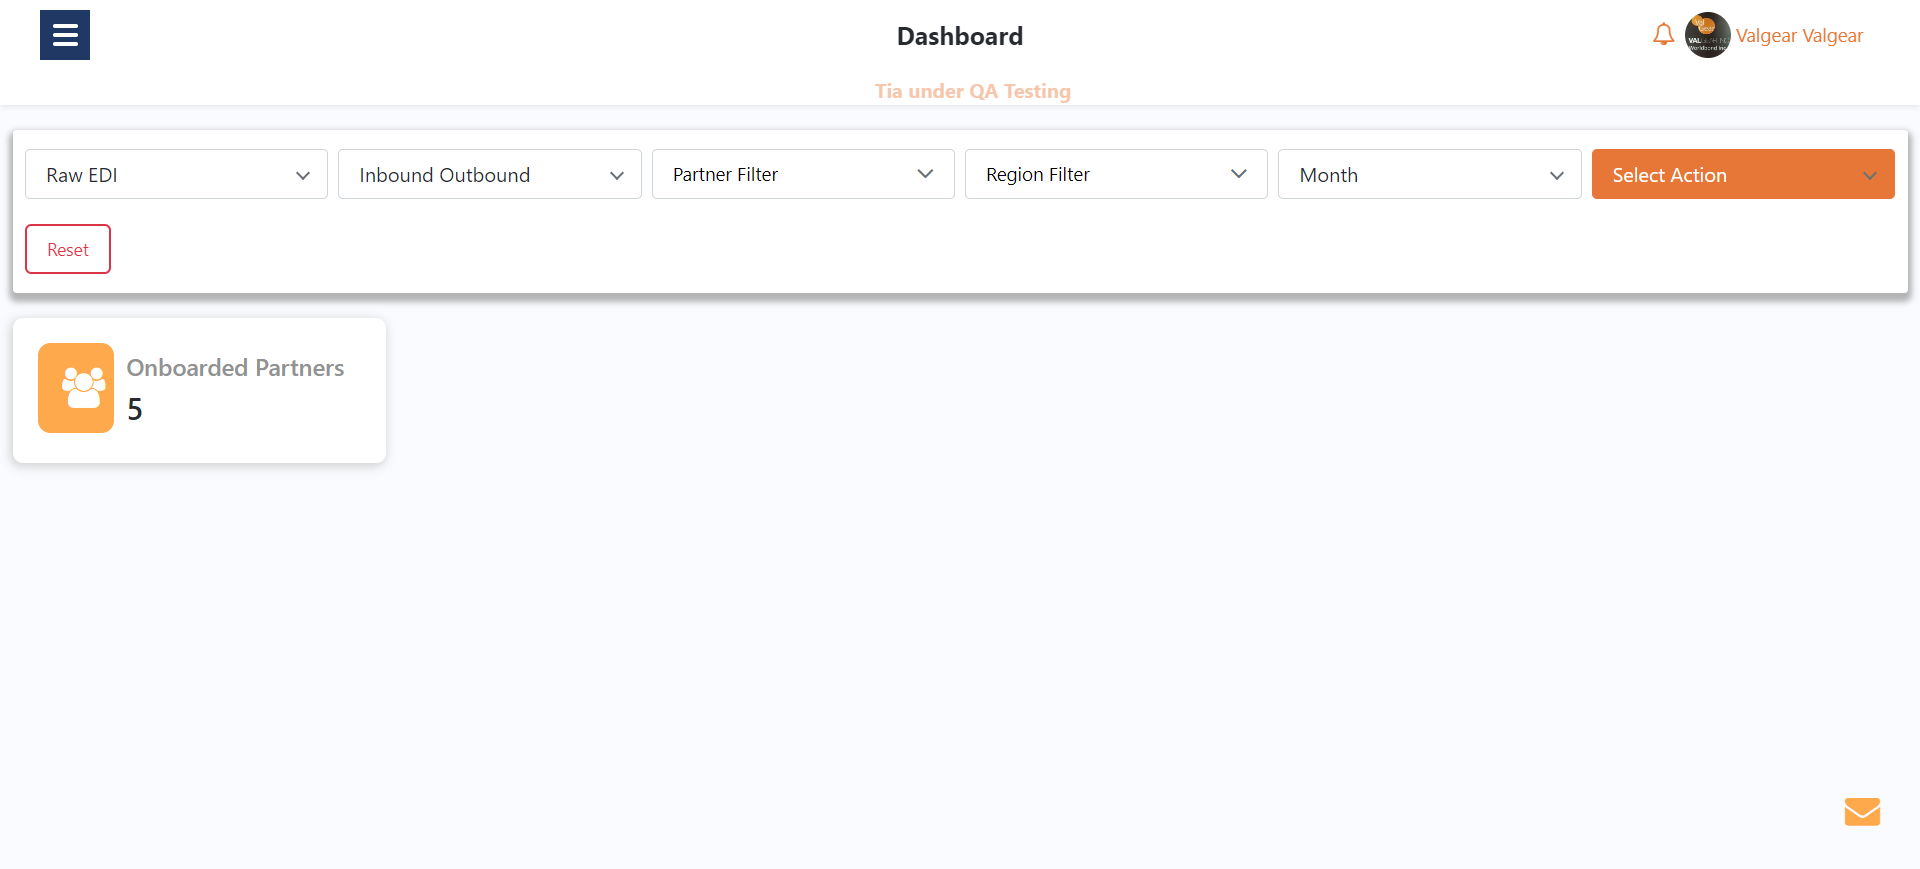 Dashboard
Valgear Valgear
Tia under QA Testing
Raw EDI
Inbound Outbound
Partner Filter
Region Filter
Month
Select Action
Reset
Onboarded Partners
5